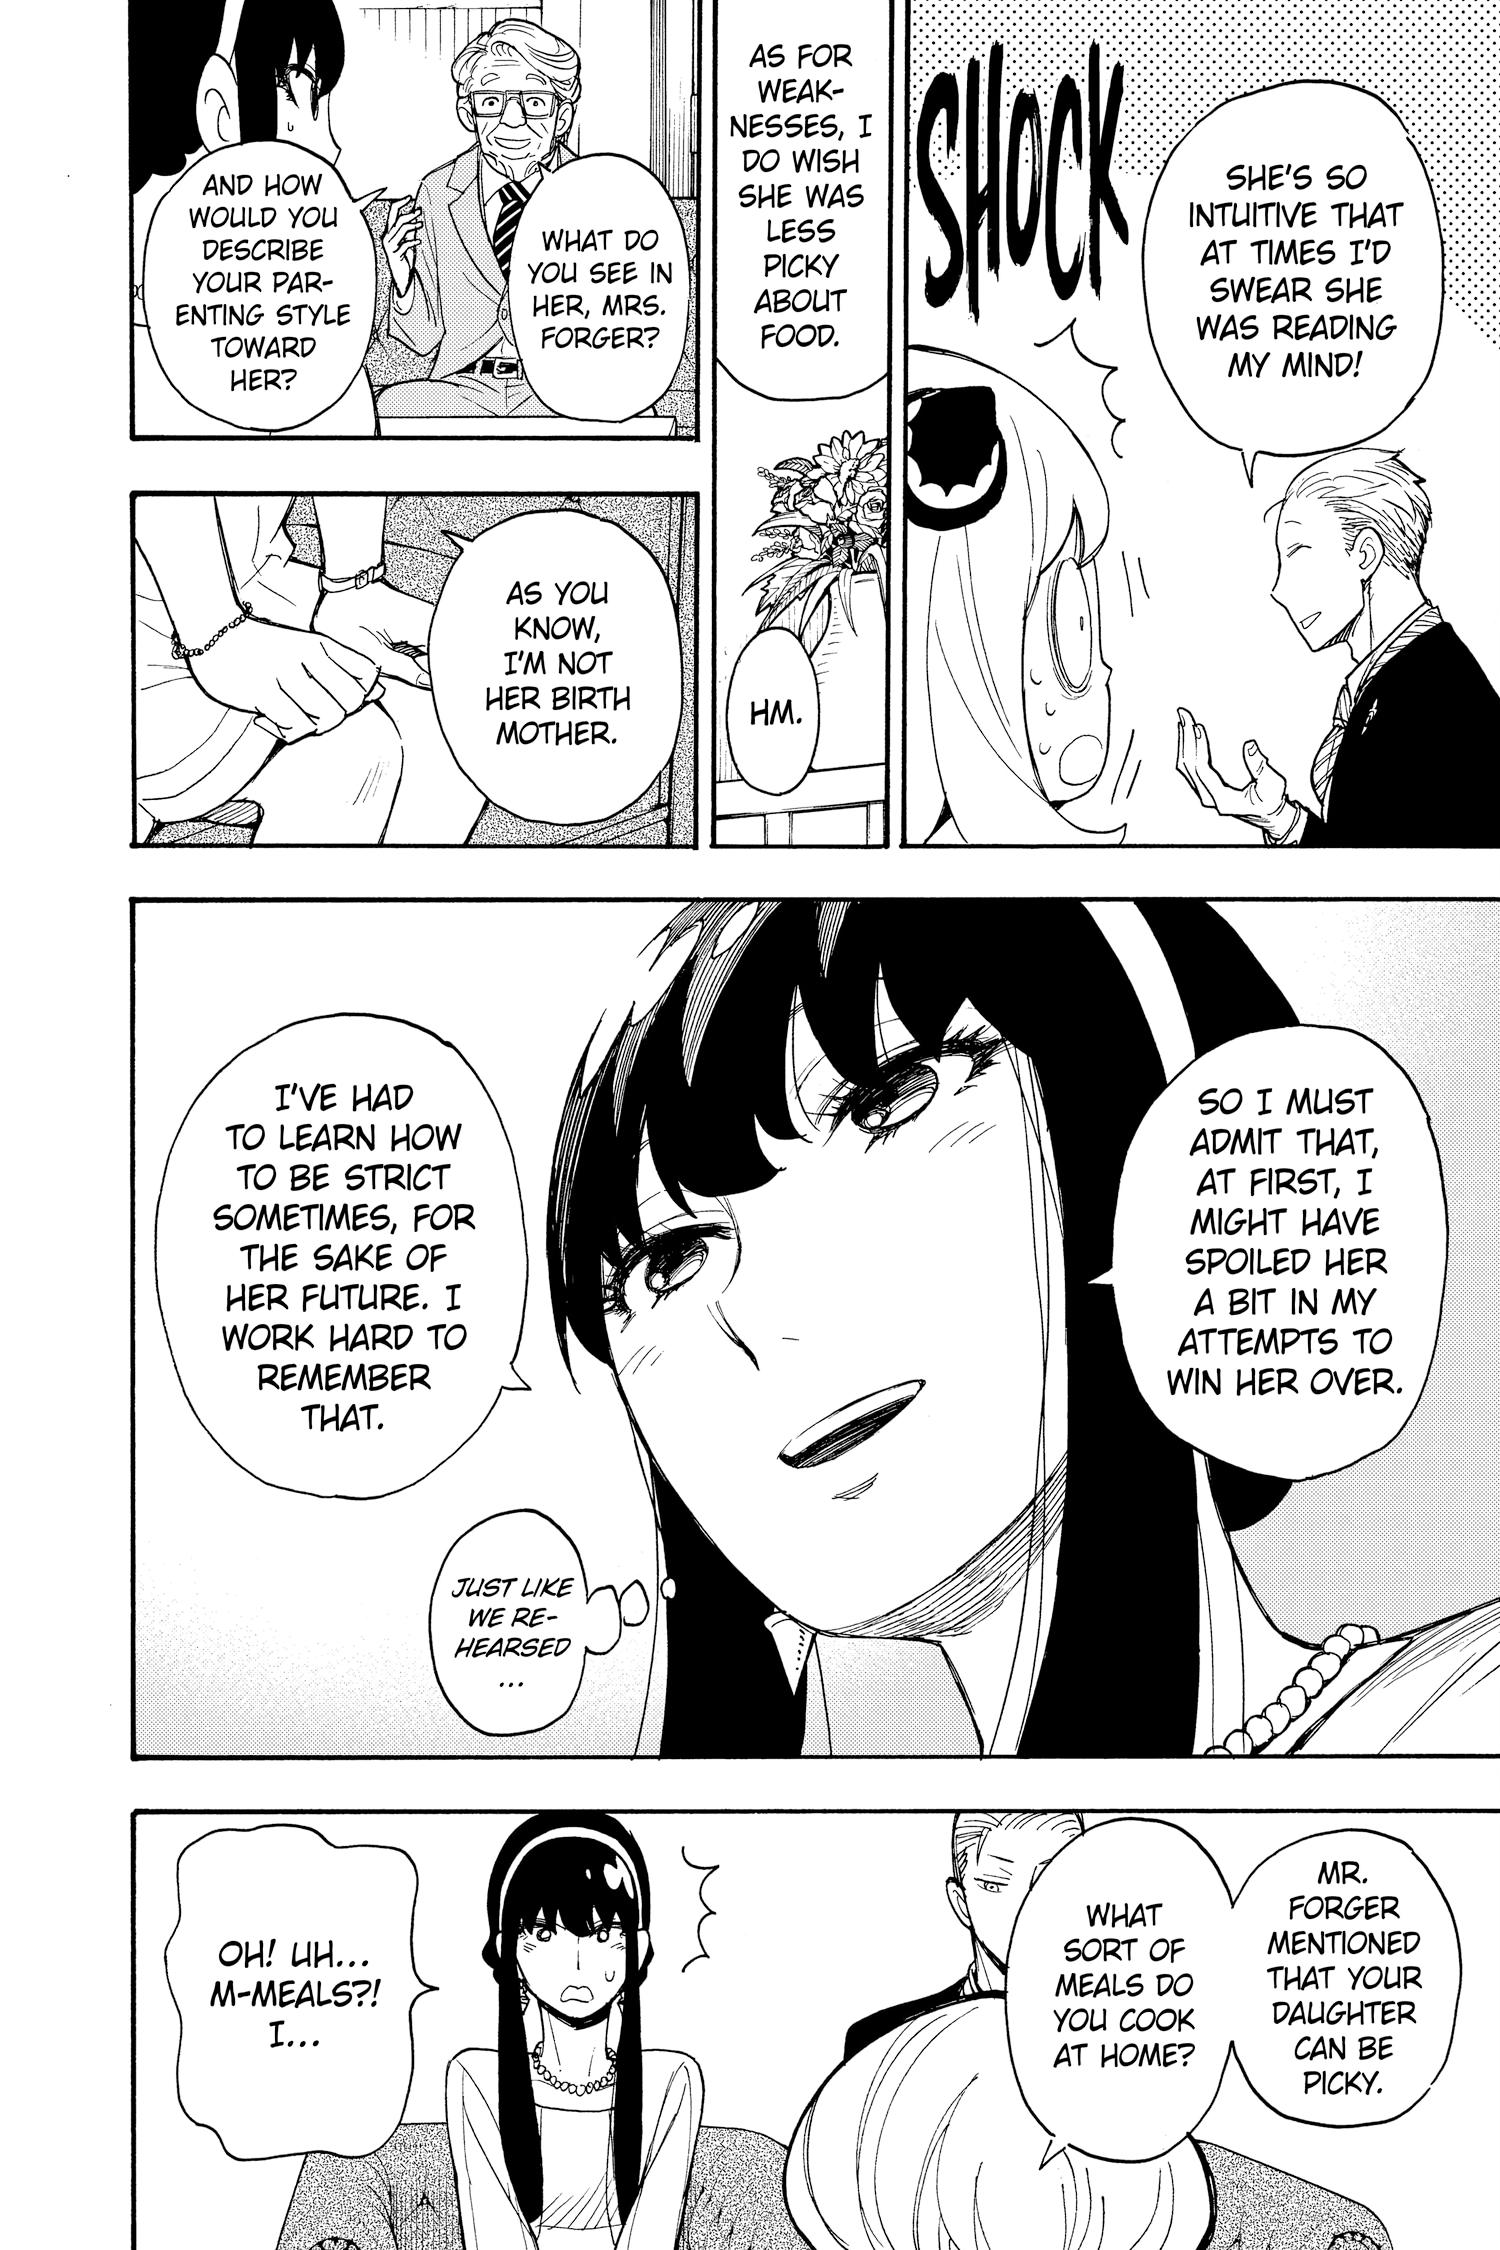 SHE'S SO
INTUITIVE THAT
AT TIMES I'D
SWEAR SHE
WAS READING
MY MIND!
SHOCK
AS FOR
WEAK-
NESSES, I
DO WISH
SHE WAS
LESS
PICKY
ABOUT
FOOD.
HM.
WHAT DO
YOU SEE IN
HER, MRS.
FORGER?
AND HOW
WOULD YOU
DESCRIBE
YOUR PAR-
ENTING STYLE
TOWARD
HER?
AS YOU
KNOW,
I'M NOT
HER BIRTH
MOTHER.
SO I MUST
ADMIT THAT,
AT FIRST, I
MIGHT HAVE
SPOILED HER
A BIT IN MY
ATTEMPTS TO
WIN HER OVER.
I'VE HAD
TO LEARN HOW
TO BE STRICT
SOMETIMES, FOR
THE SAKE OF
HER FUTURE. I
WORK HARD TO
REMEMBER
THAT.
JUST LIKE
WE RE-
HEARSED
...
MR.
FORGER
MENTIONED
THAT YOUR
DAUGHTER
CAN BE
PICKY.
WHAT
SORT OF
MEALS DO
YOU COOK
AT HOME?
OH! UH...
M-MEALS?!
I...